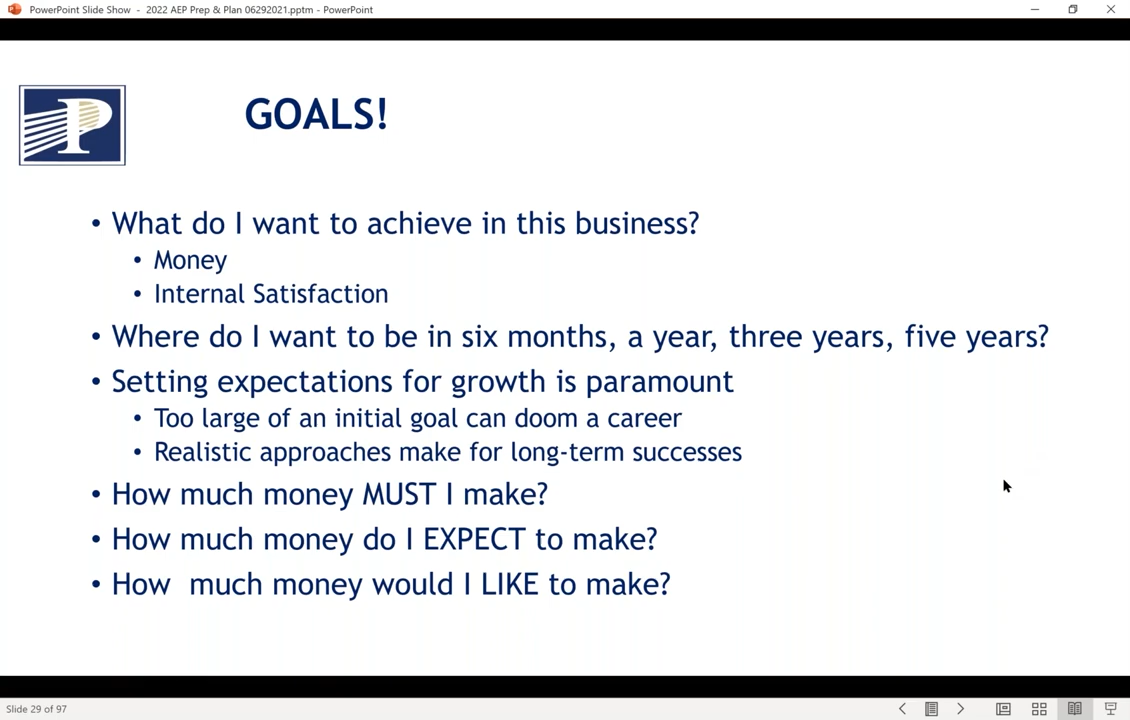 PowerPoint Slide Show - 2022 AEP Prep & Plan 06292021.pptm - PowerPoint
P
GOALS!
• What do I want to achieve in this business?
• Money
• Internal Satisfaction
• Where do I want to be in six months, a year, three years, five years?
• Setting expectations for growth is paramount
• Too large of an initial goal can doom a career
• Realistic approaches make for long-term successes
• How much money MUST I make?
• How much money do I EXPECT to make?
• How  much money would I LIKE to make?
Slide 29 of 97